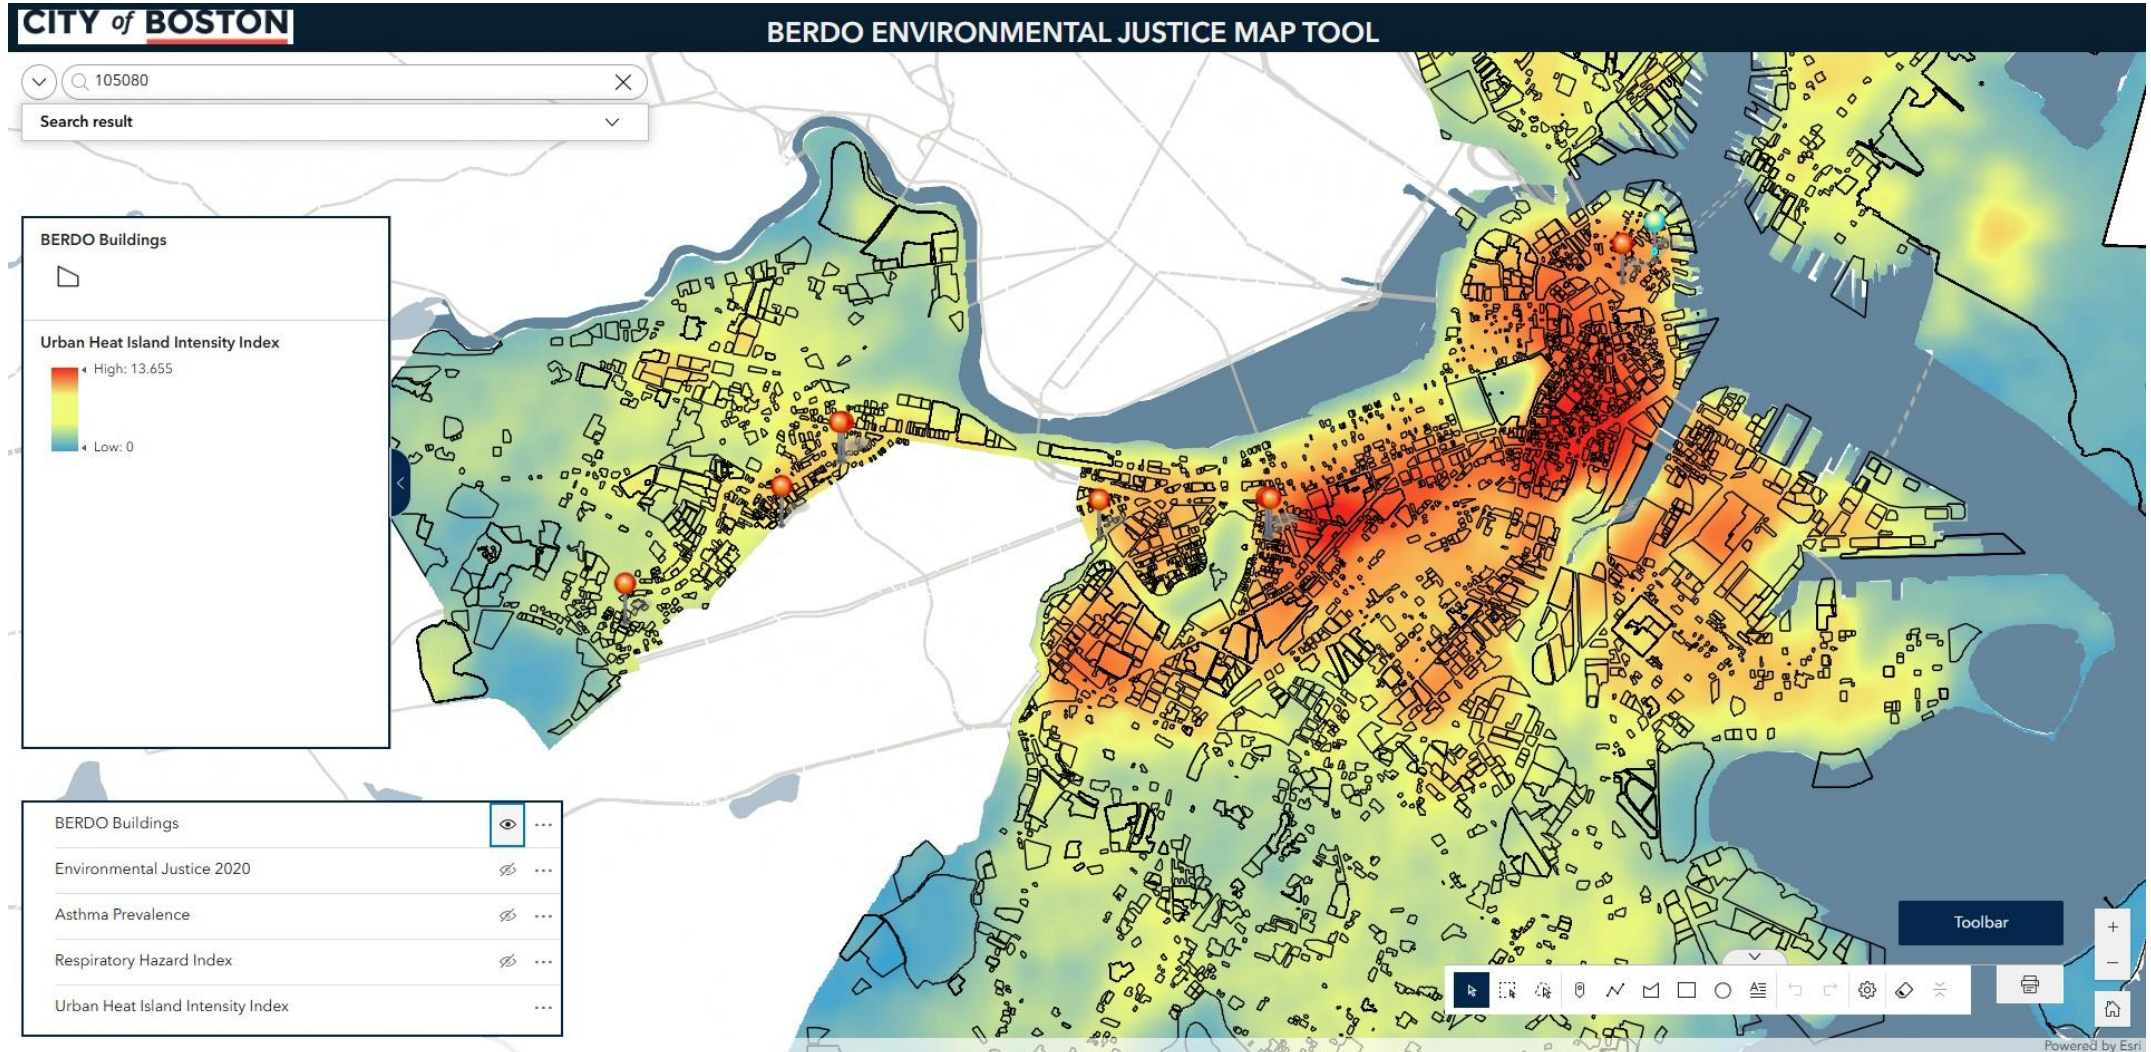 CITY of BOSTON
BERDO ENVIRONMENTAL JUSTICE MAP TOOL
105080
Search result
BERDO Buildings
Urban Heat Island Intensity Index
High: 13.655
Low: 0
BERDO Buildings
Environmental Justice 2020
Asthma Prevalence
Respiratory Hazard Index
Urban Heat Island Intensity Index
Toolbar
Powered by Esri